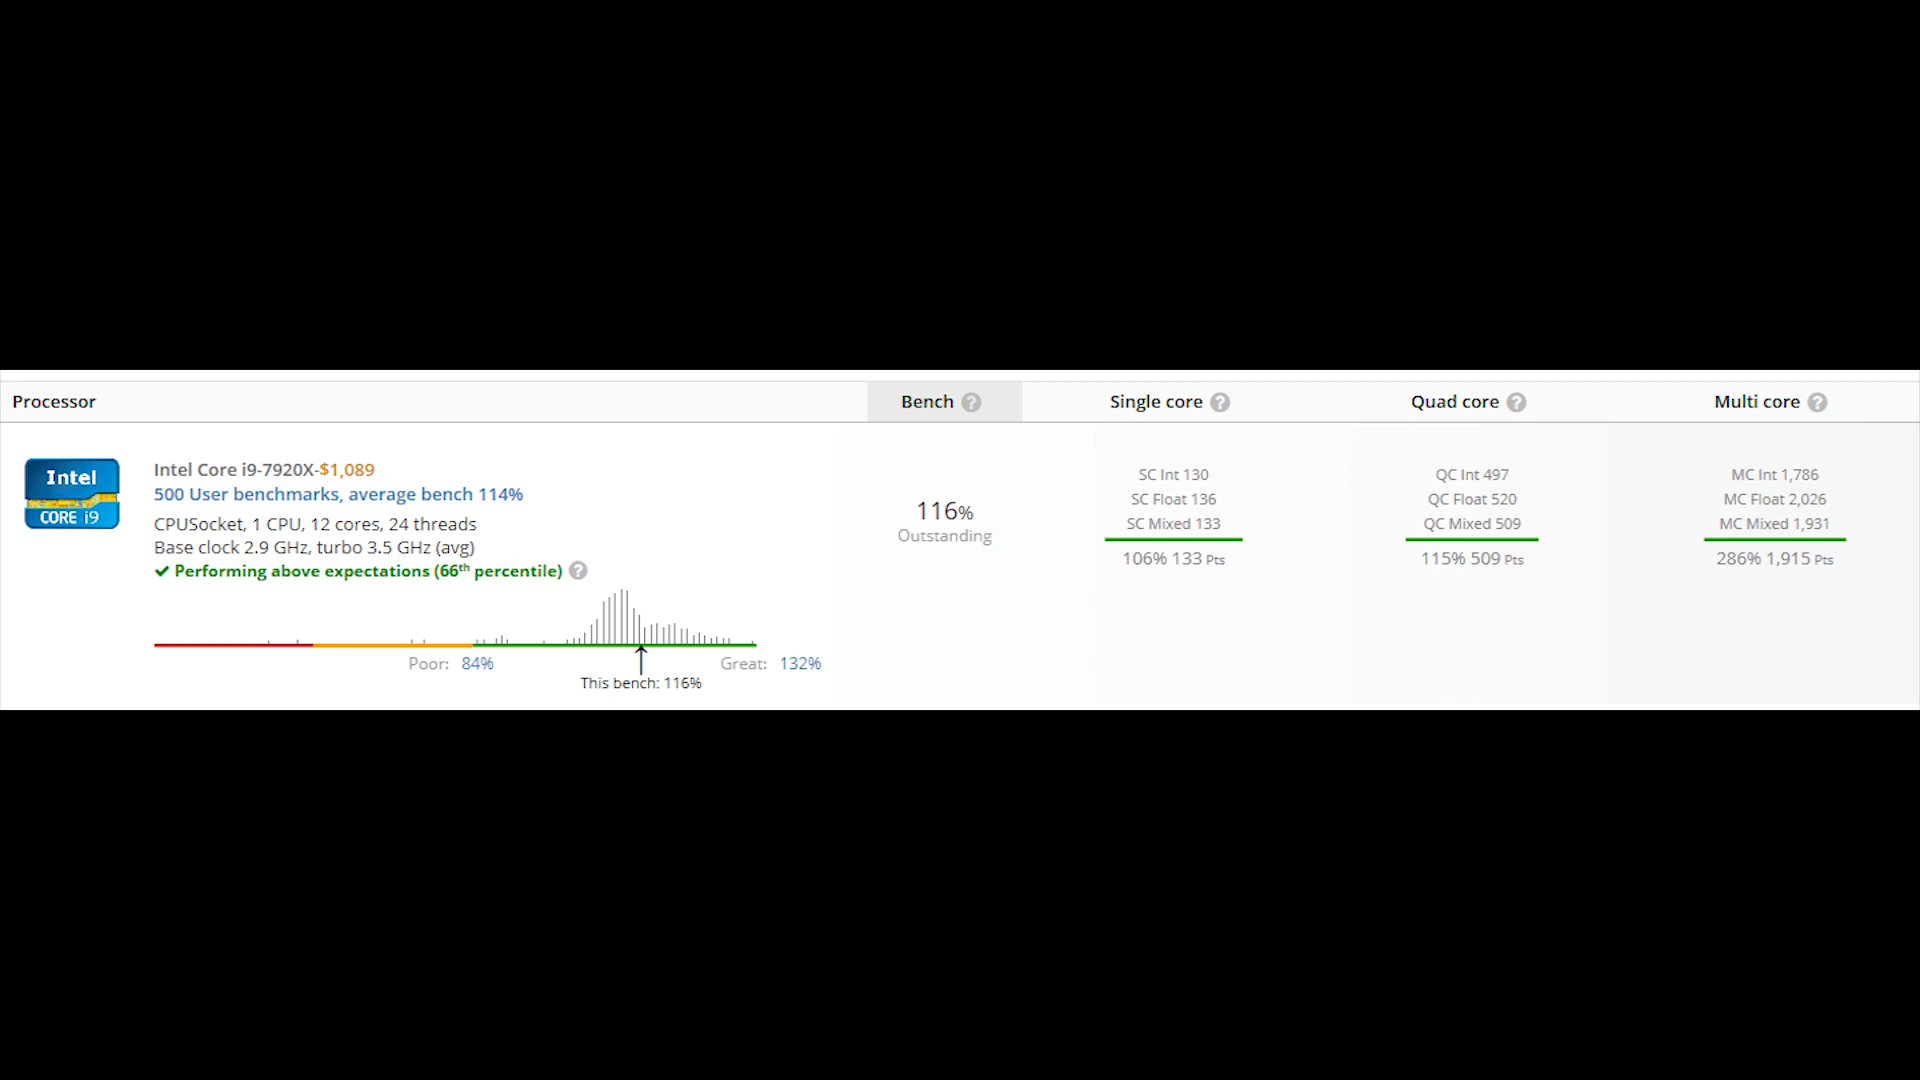 Processor Bench ? Single core ? Quad core ? Multi core ?
Intel
CORE i9
Intel Core i9-7920X-$1,089
500 User benchmarks, average bench 114%
CPUSocket, 1 CPU, 12 cores, 24 threads
Base clock 2.9 GHz, turbo 3.5 GHz (avg)
✔ Performing above expectations (66th percentile) ?
Poor: 84% Great: 132%
This bench: 116%
116%
Outstanding
SC Int 130
SC Float 136
SC Mixed 133
106% 133 Pts
QC Int 497
QC Float 520
QC Mixed 509
115% 509 Pts
MC Int 1,786
MC Float 2,026
MC Mixed 1,931
286% 1,915 Pts